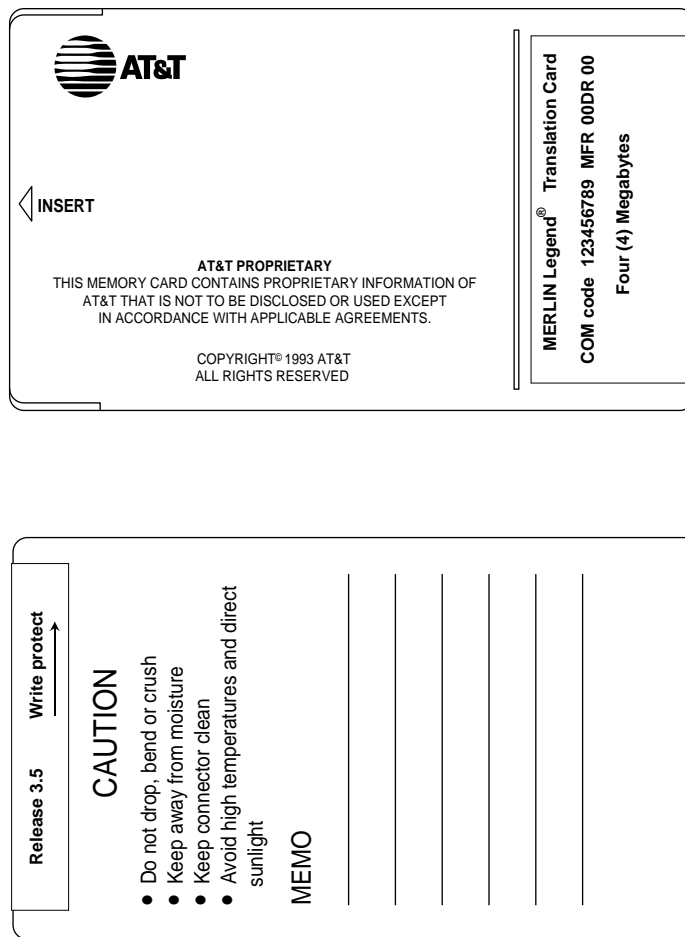 AT&T
INSERT
AT&T PROPRIETARY
THIS MEMORY CARD CONTAINS PROPRIETARY INFORMATION OF
AT&T THAT IS NOT TO BE DISCLOSED OR USED EXCEPT
IN ACCORDANCE WITH APPLICABLE AGREEMENTS.
COPYRIGHT© 1993 AT&T
ALL RIGHTS RESERVED
MERLIN Legend® Translation Card
COM code 123456789 MFR 00DR 00
Four (4) Megabytes
Release 3.5 Write protect
CAUTION
● Do not drop, bend or crush
● Keep away from moisture
● Keep connector clean
● Avoid high temperatures and direct
sunlight
MEMO